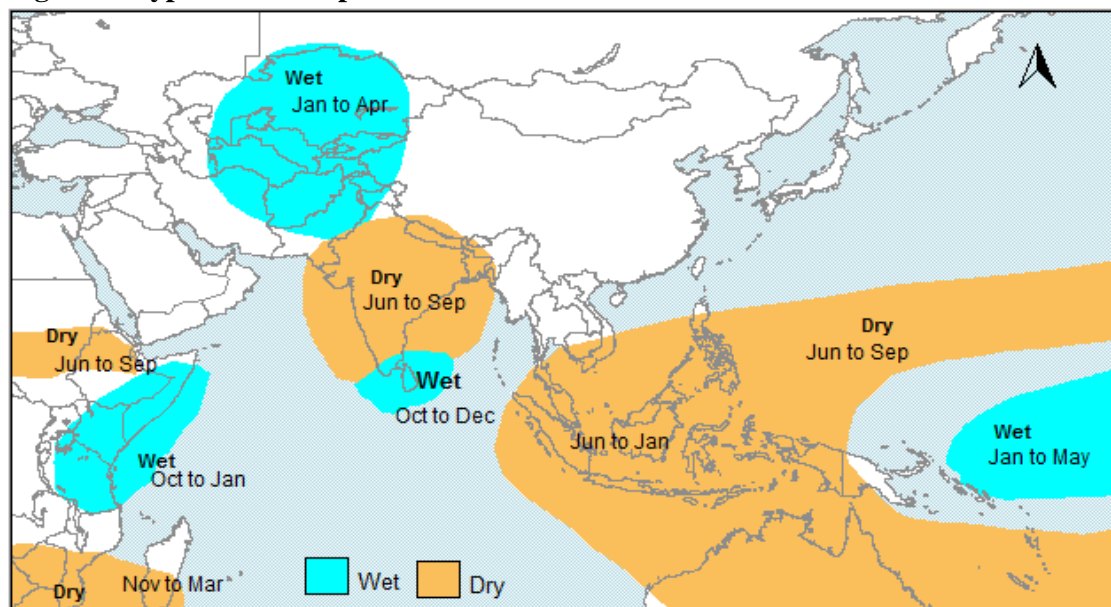 Wet
Jan to Apr
Dry
Jun to Sep
Dry
Jun to Sep
Dry
Jun to Sep
Wet
Oct to Dec
Jun to Jan
Wet
Jan to May
Wet
Oct to Jan
Dry
Nov to Mar
Wet
Dry